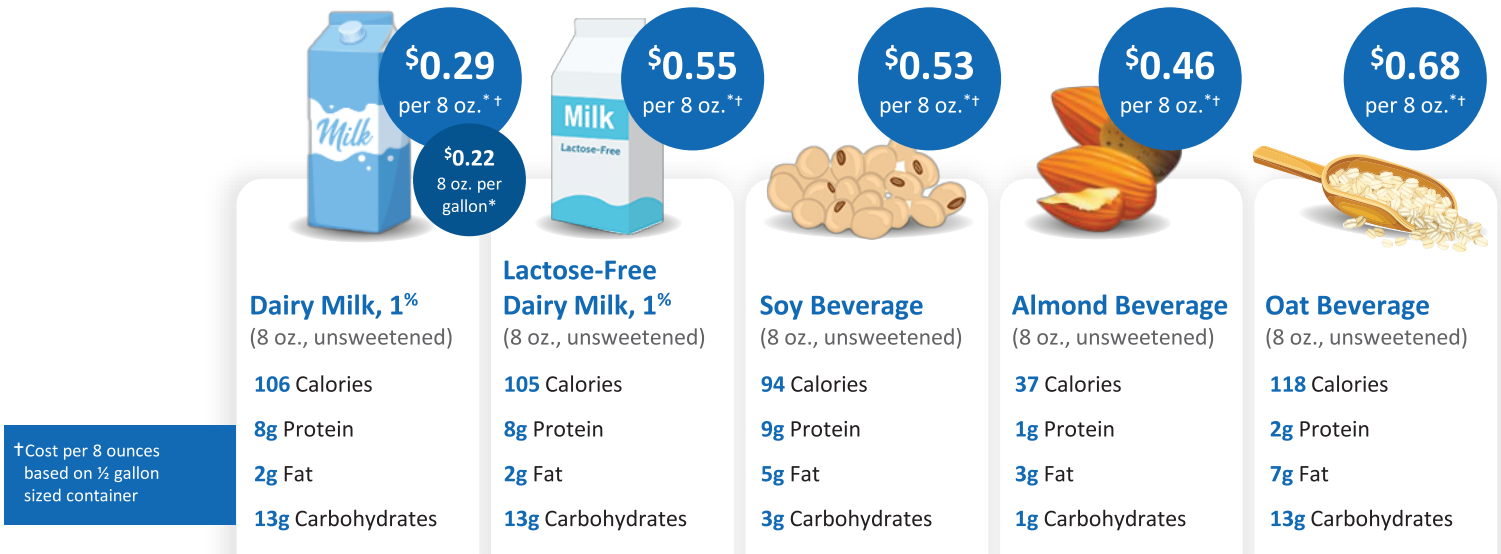 $0.29
per 8 oz.*†
$0.22
8 oz. per
gallon*
Milk
$0.55
per 8 oz.*†
Milk
Lactose-Free
$0.53
per 8 oz.*†
$0.46
per 8 oz.*†
$0.68
per 8 oz.*†
Dairy Milk, 1%
(8 oz., unsweetened)
106 Calories
8g Protein
2g Fat
13g Carbohydrates
Lactose-Free
Dairy Milk, 1%
(8 oz., unsweetened)
105 Calories
8g Protein
2g Fat
13g Carbohydrates
Soy Beverage
(8 oz., unsweetened)
94 Calories
9g Protein
5g Fat
3g Carbohydrates
Almond Beverage
(8 oz., unsweetened)
37 Calories
1g Protein
3g Fat
1g Carbohydrates
Oat Beverage
(8 oz., unsweetened)
118 Calories
2g Protein
7g Fat
13g Carbohydrates
†Cost per 8 ounces
based on ½ gallon
sized container